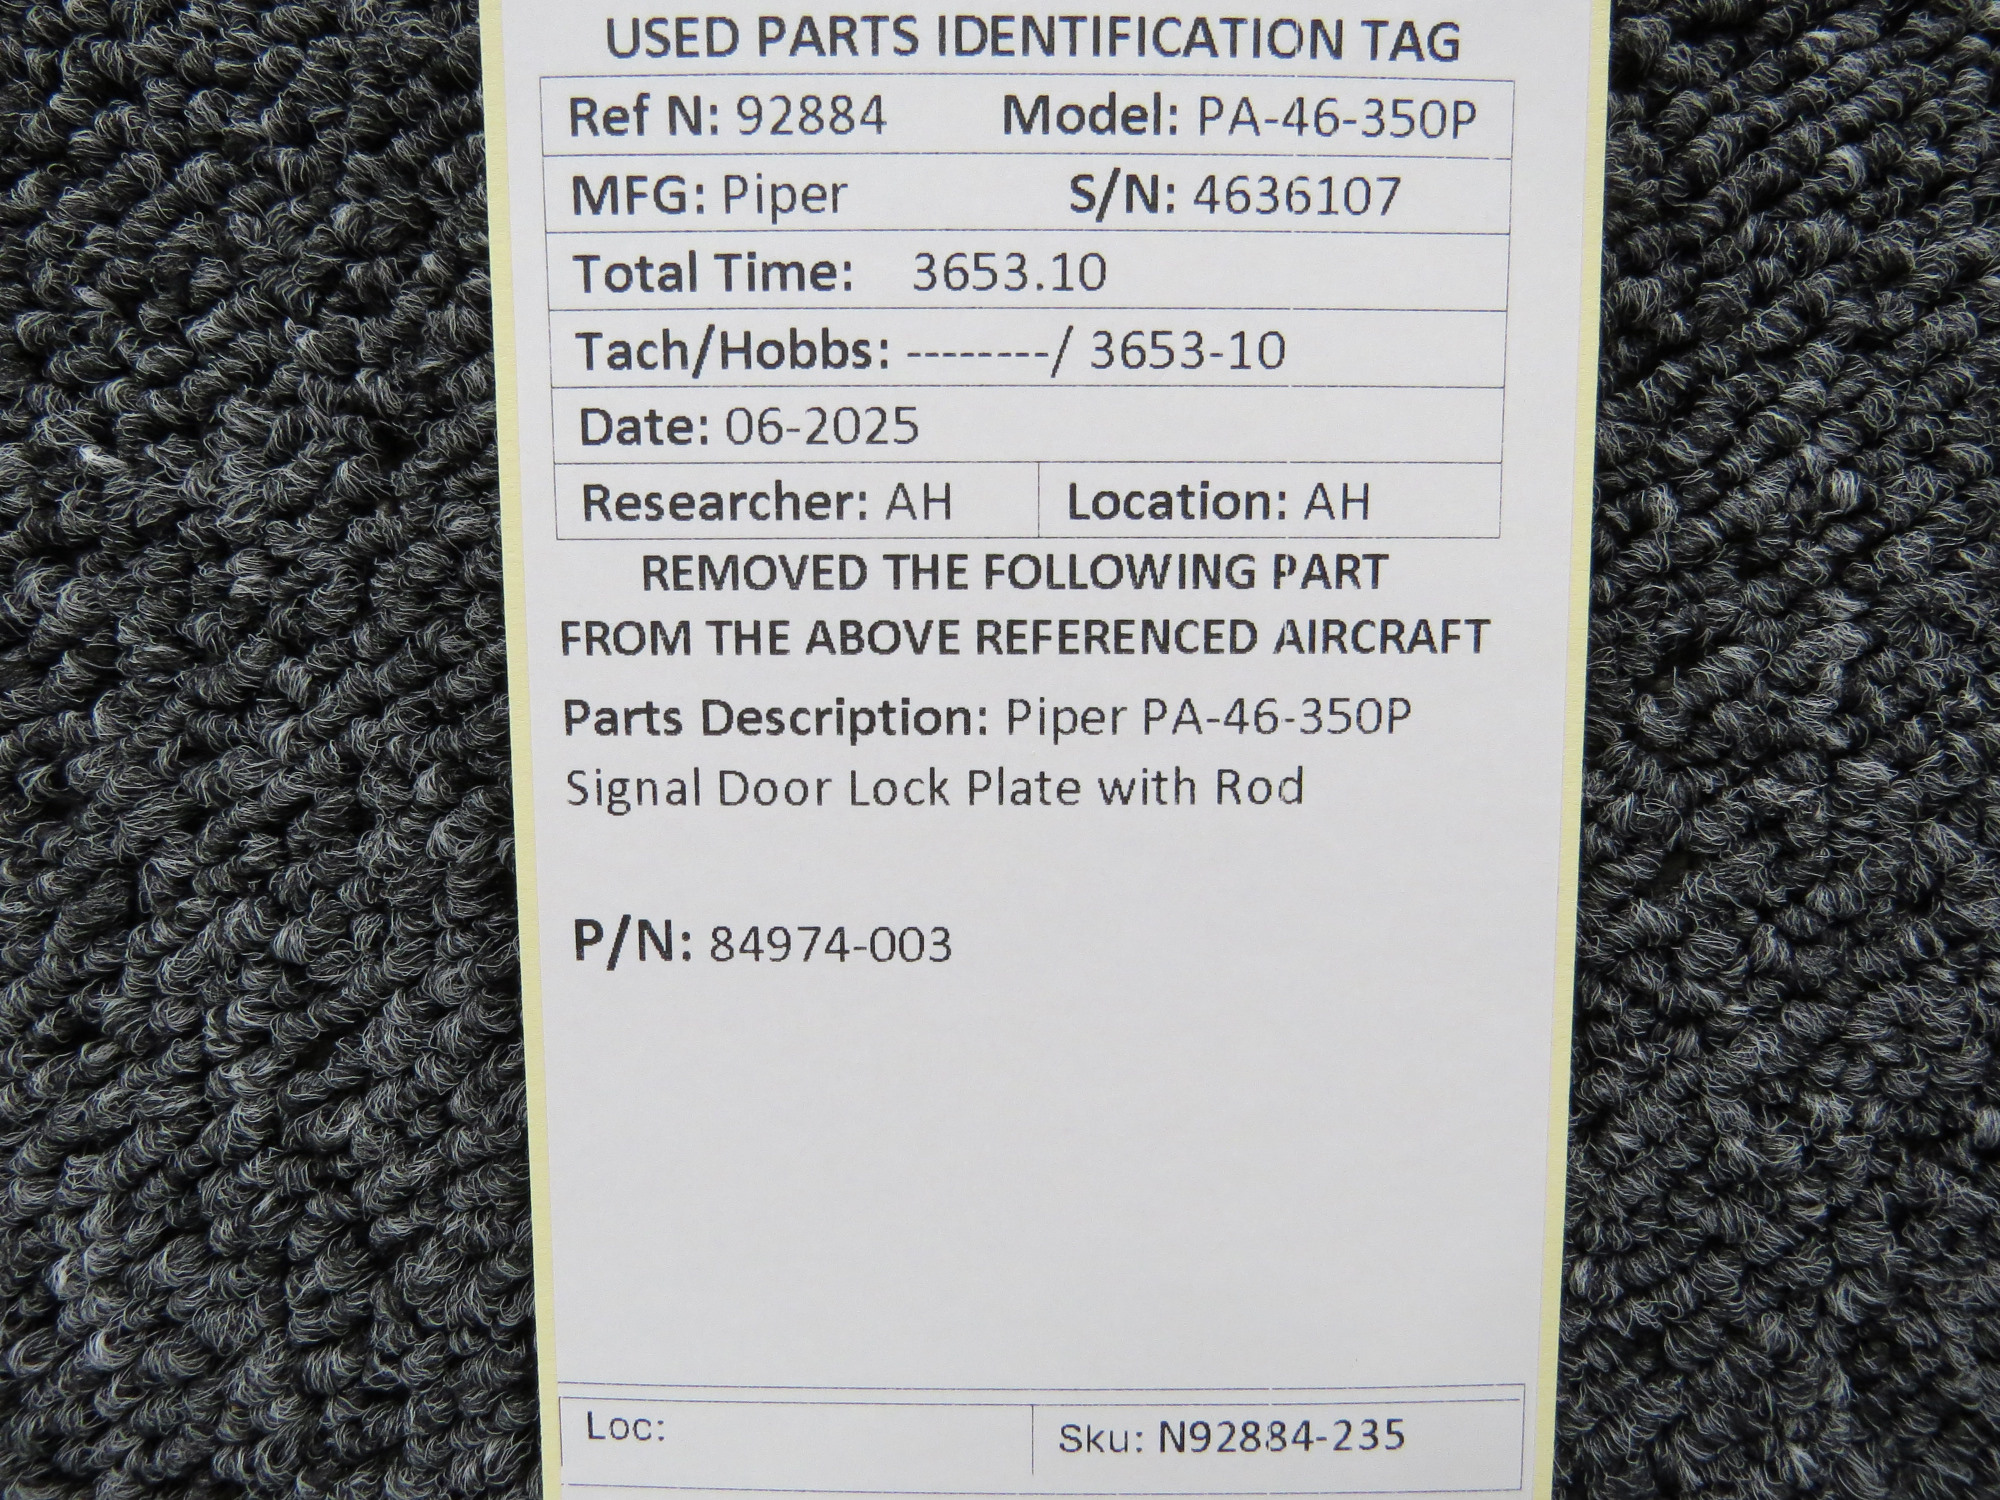 USED PARTS IDENTIFICATION TAG
Ref N: 92884 Model: PA-46-350P
MFG: Piper S/N: 4636107
Total Time: 3653.10
Tach/Hobbs: --------/ 3653-10
Date: 06-2025
Researcher: AH Location: AH
REMOVED THE FOLLOWING PART
FROM THE ABOVE REFERENCED AIRCRAFT
Parts Description: Piper PA-46-350P
Signal Door Lock Plate with Rod
P/N: 84974-003
Loc: Sku: N92884-235